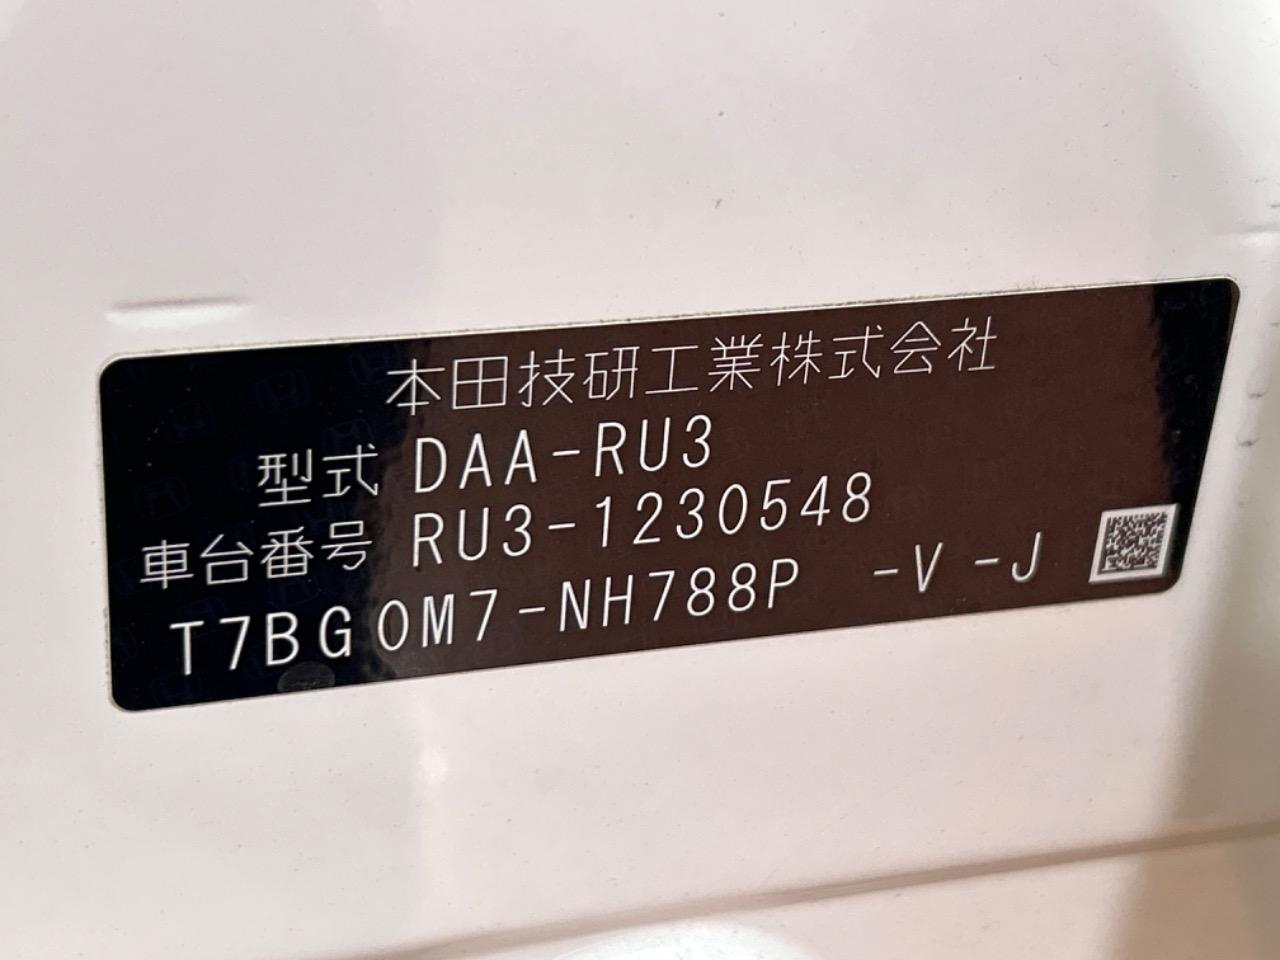 本田技研工業株式会社
型式 DAA-RU3
車台番号 RU3-1230548
T7BG0M7-NH788P -V -J